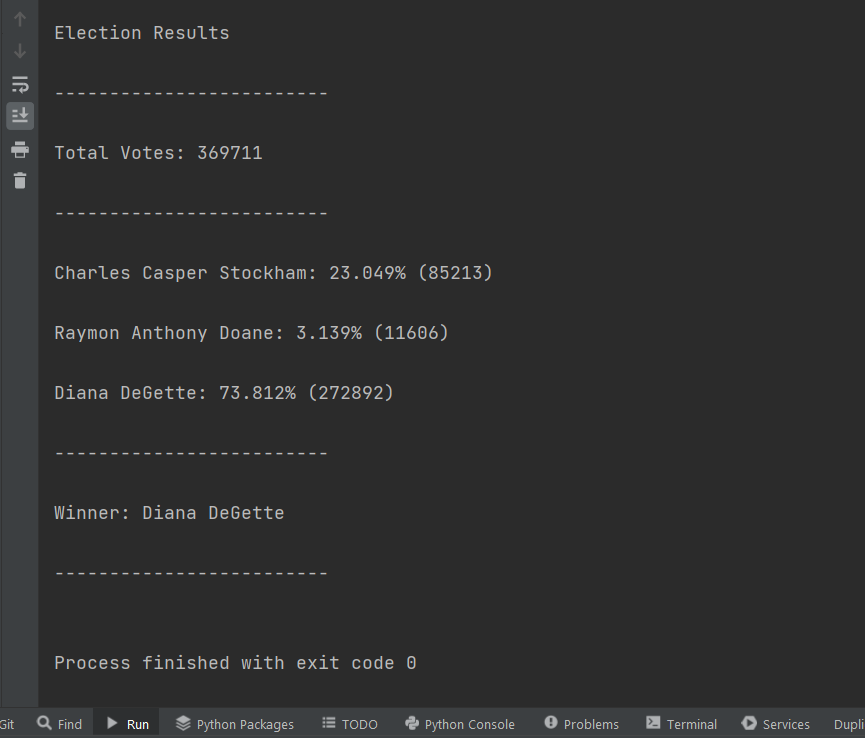 Election Results
-------------------------
Total Votes: 369711
-------------------------
Charles Casper Stockham: 23.049% (85213)
Raymon Anthony Doane: 3.139% (11606)
Diana DeGette: 73.812% (272892)
-------------------------
Winner: Diana DeGette
-------------------------
Process finished with exit code 0
Git Find Run Python Packages TODO Python Console Problems Terminal Services Dupli